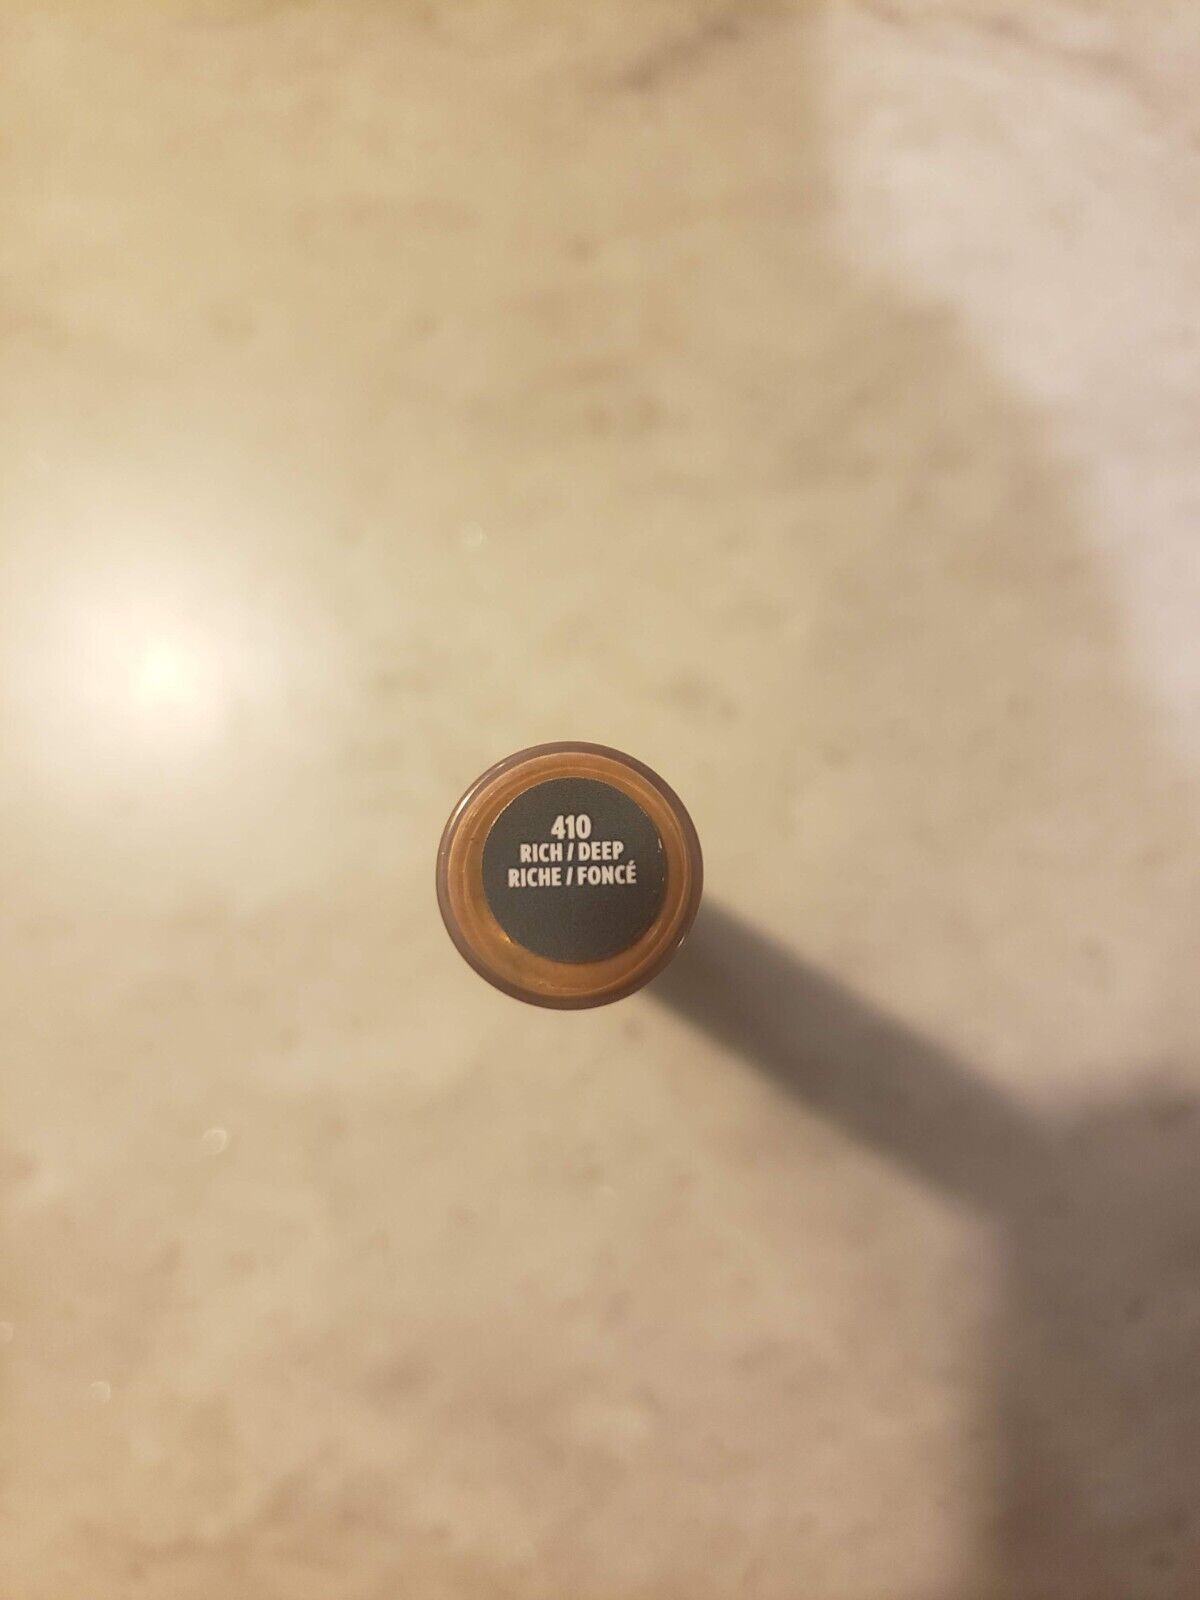 410
RICH / DEEP
RICHE / FONCÉ